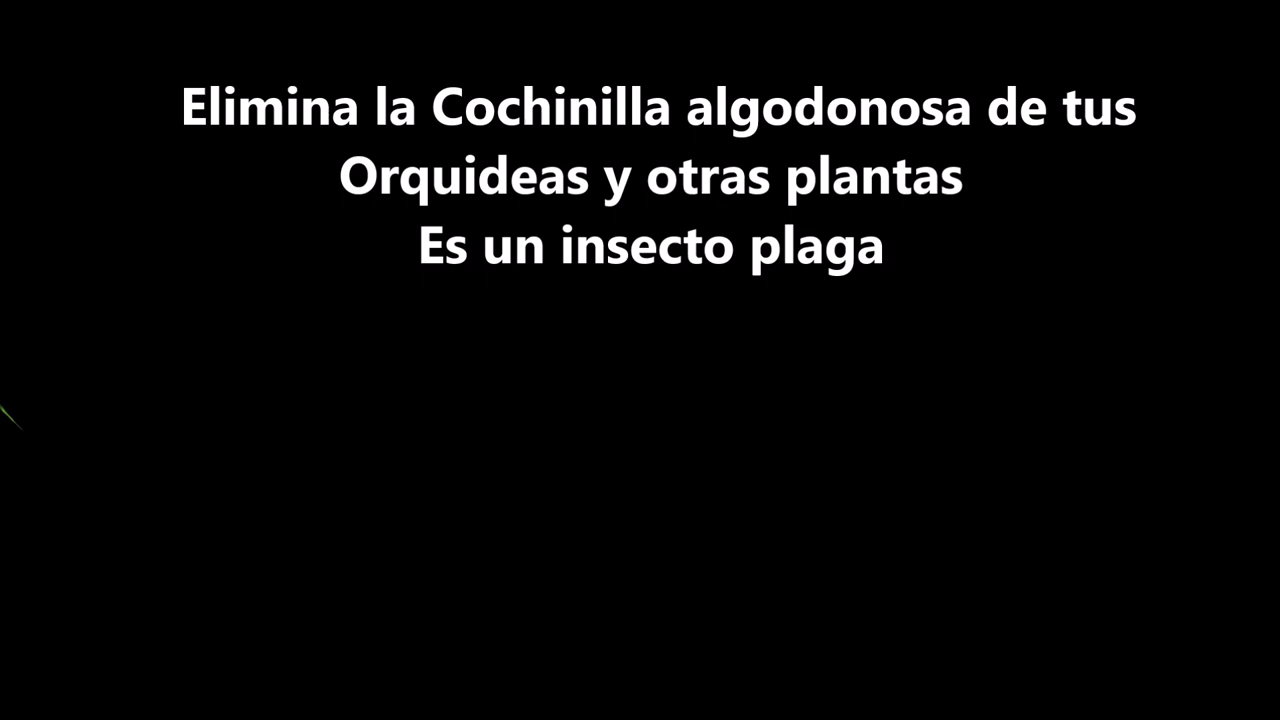 Elimina la Cochinilla algodonosa de tus
Orquideas y otras plantas
Es un insecto plaga